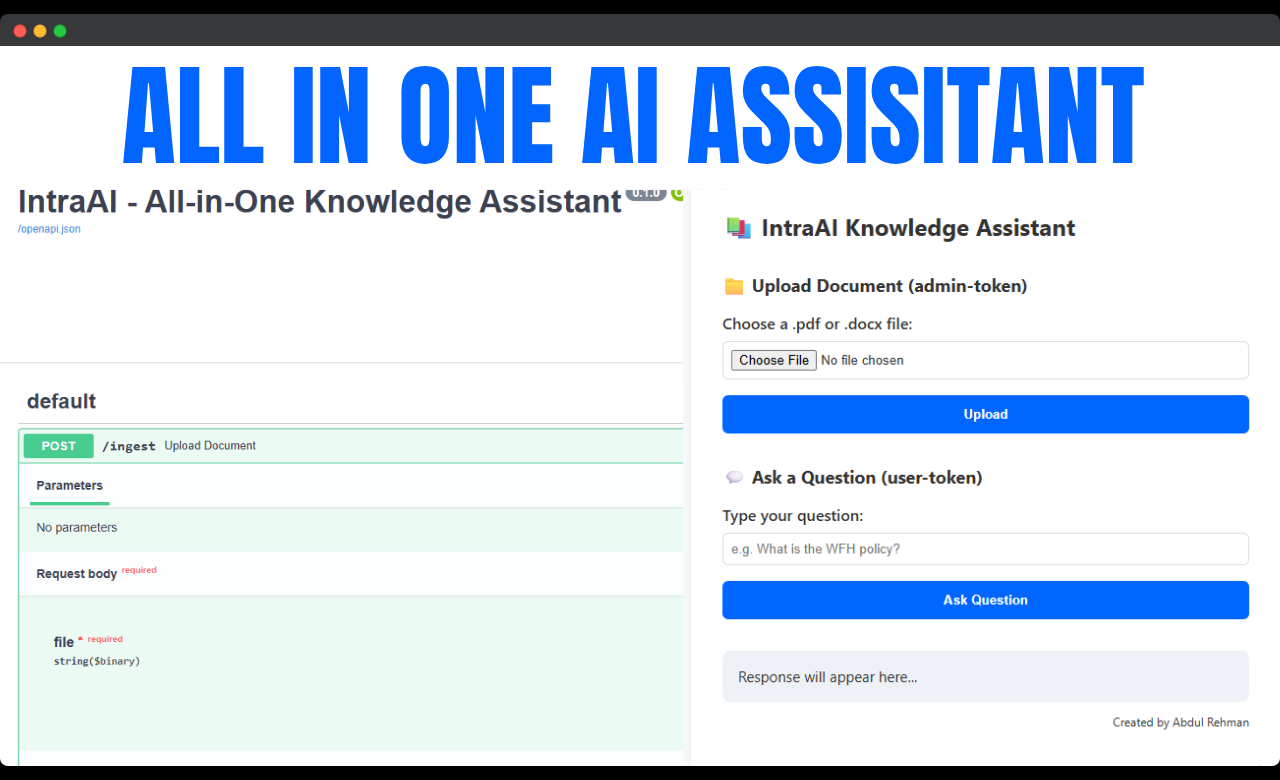 ALL IN ONE AI ASSISITANT
IntraAI - All-in-One Knowledge Assistant 0.1.0
/openapi.json
default
POST /ingest Upload Document
Parameters
No parameters
Request body required
file * required
string($binary)
IntraAI Knowledge Assistant
Upload Document (admin-token)
Choose a .pdf or .docx file:
Choose File No file chosen
Upload
Ask a Question (user-token)
Type your question:
e.g. What is the WFH policy?
Ask Question
Response will appear here...
Created by Abdul Rehman